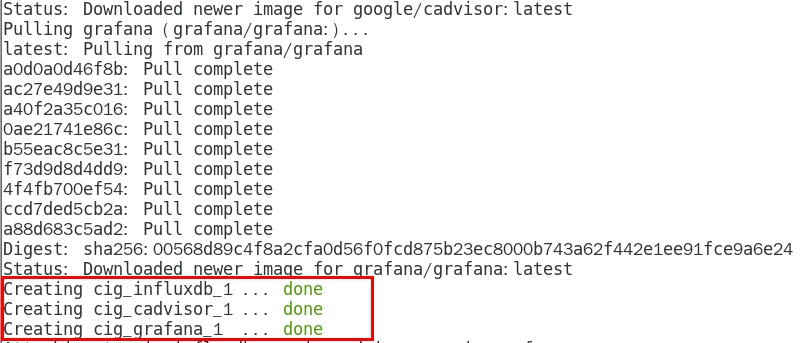 Status: Downloaded newer image for google/cadvisor:latest
Pulling grafana (grafana/grafana:)...
latest: Pulling from grafana/grafana
a0d0a0d46f8b: Pull complete
ac27e49d9e31: Pull complete
a40f2a35c016: Pull complete
0ae21741e86c: Pull complete
b55eac8c5e31: Pull complete
f73d9d8d4dd9: Pull complete
4f4fb700ef54: Pull complete
ccd7ded5cb2a: Pull complete
a88d683c5ad2: Pull complete
Digest: sha256:00568d89c4f8a2cfa0d56f0fcd875b23ec8000b743a62f442e1ee91fce9a6e24
Status: Downloaded newer image for grafana/grafana:latest
Creating cig_influxdb_1 ... done
Creating cig_cadvisor_1 ... done
Creating cig_grafana_1 ... done